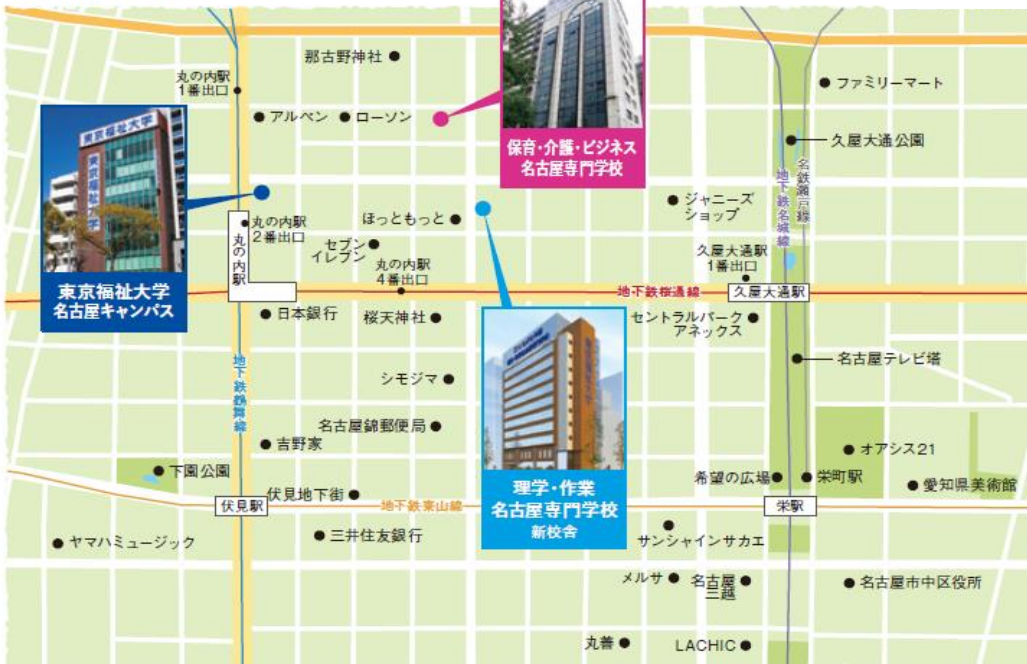 那古野神社
丸の内駅
1番出口
アルペン
ローソン
ファミリーマート
久屋大通公園
保育・介護・ビジネス
名古屋専門学校
東京福祉大学
東京福祉大学
東京福祉大学
名古屋キャンパス
丸の内駅
2番出口
丸の内駅
ほっともっと
セブン
イレブン
丸の内駅
4番出口
ジャニーズ
ショップ
地下鉄名城線
名鉄瀬戸線
久屋大通駅
1番出口
地下鉄桜通線
久屋大通駅
日本銀行
桜天神社
セントラルパーク
アネックス
名古屋テレビ塔
地下鉄鶴舞線
シモジマ
名古屋錦郵便局
吉野家
オアシス21
下園公園
伏見地下街
希望の広場
栄町駅
愛知県美術館
伏見駅
地下鉄東山線
栄駅
理学・作業
名古屋専門学校
新校舎
ヤマハミュージック
三井住友銀行
サンシャインサカエ
メルサ
名古屋
三越
名古屋市中区役所
丸善
LACHIC